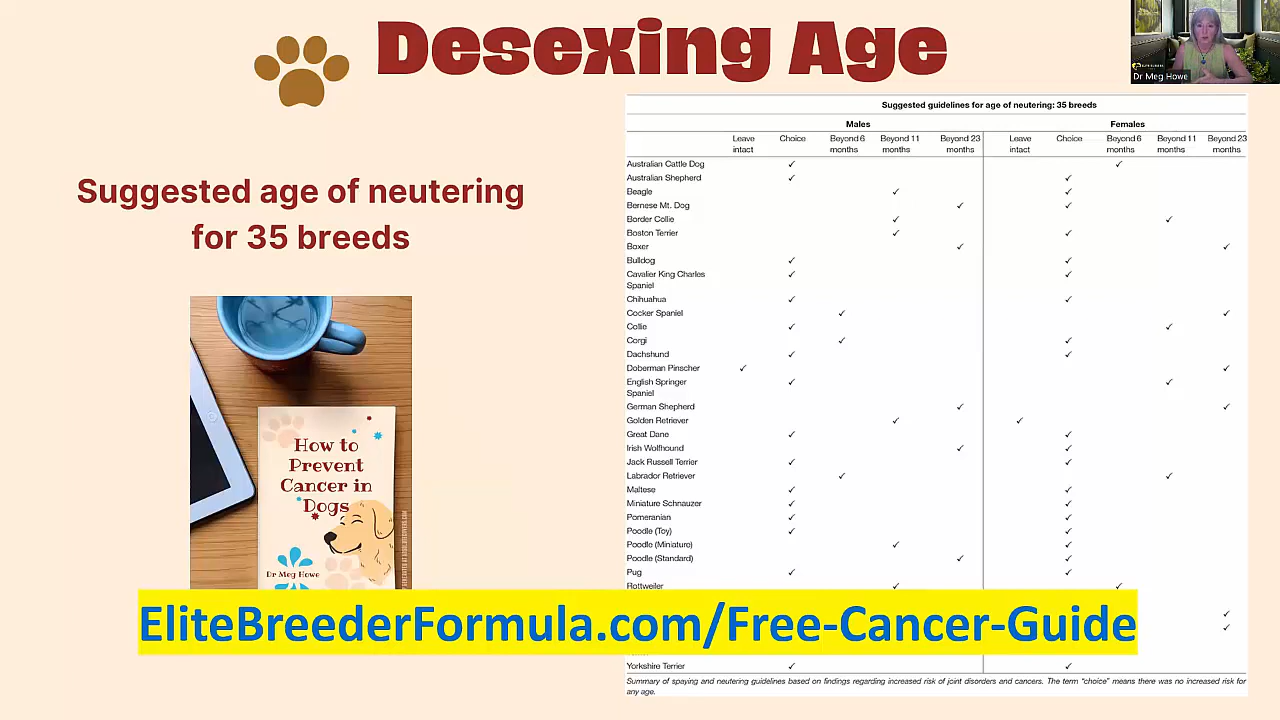 Desexing Age
Dr Meg Howe
Suggested age of neutering
for 35 breeds
How to
Prevent
Cancer in
Dogs
Dr Meg Howe
Suggested guidelines for age of neutering: 35 breeds
Males Females
Leave intact Choice Beyond 6 months Beyond 11 months Beyond 23 months Leave intact Choice Beyond 6 months Beyond 11 months Beyond 23 months
Australian Cattle Dog ✓ ✓
Australian Shepherd ✓ ✓
Beagle ✓ ✓
Bernese Mt. Dog ✓ ✓
Border Collie ✓ ✓
Boston Terrier ✓ ✓
Boxer ✓ ✓
Bulldog ✓ ✓
Cavalier King Charles ✓ ✓
Spaniel
Chihuahua ✓ ✓
Cocker Spaniel ✓ ✓
Collie ✓ ✓
Corgi ✓ ✓
Dachshund ✓ ✓
Doberman Pinscher ✓ ✓
English Springer ✓ ✓
Spaniel
German Shepherd ✓ ✓
Golden Retriever ✓ ✓
Great Dane ✓ ✓
Irish Wolfhound ✓ ✓
Jack Russell Terrier ✓ ✓
Labrador Retriever ✓ ✓
Maltese ✓ ✓
Miniature Schnauzer ✓ ✓
Pomeranian ✓ ✓
Poodle (Toy) ✓ ✓
Poodle (Miniature) ✓ ✓
Poodle (Standard) ✓ ✓
Pug ✓ ✓
Rottweiler ✓ ✓
✓
✓
EliteBreederFormula.com/Free-Cancer-Guide
Yorkshire Terrier ✓ ✓
Summary of spaying and neutering guidelines based on findings regarding increased risk of joint disorders and cancers. The term "choice" means there was no increased risk for
any age.